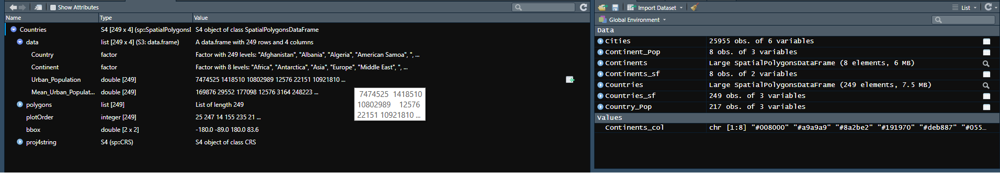 Show Attributes
Name Type Value
Countries S4 [249 x 4] (sp::SpatialPolygonsI S4 object of class SpatialPolygonsDataFrame
data list [249 x 4] (S3: data.frame) A data.frame with 249 rows and 4 columns
Country factor Factor with 249 levels: "Afghanistan", "Albania", "Algeria", "American Samoa", ", ...
Continent factor Factor with 8 levels: "Africa", "Antarctica", "Asia", "Europe", "Middle East", ", ...
Urban_Population double [249] 7474525 1418510 10802989 12576 22151 10921810 ...
Mean_Urban_Populat... double [249] 169876 29552 177098 12576 3164 248223 ...
polygons list [249] List of length 249
plotOrder integer [249] 25 247 14 155 235 21 ...
bbox double [2 x 2] -180.0 -89.0 180.0 83.6
proj4string S4 (sp::CRS) S4 object of class CRS
7474525 1418510
10802989 12576
22151 10921810 ...
Import Dataset List
Global Environment
Data
Cities 25955 obs. of 6 variables
Continent_Pop 8 obs. of 3 variables
Continents Large SpatialPolygonsDataFrame (8 elements, 6 MB)
Continents_sf 8 obs. of 2 variables
Countries Large SpatialPolygonsDataFrame (249 elements, 7.5 MB)
Countries_sf 249 obs. of 3 variables
Country_Pop 217 obs. of 3 variables
Values
Continents_col chr [1:8] "#008000" "#a9a9a9" "#8a2be2" "#191970" "#deb887" "#055...